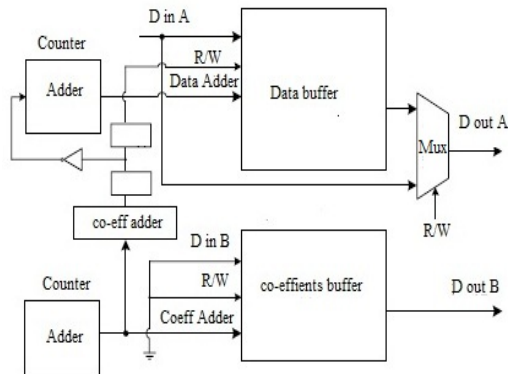 D in A
Counter
R/W
Adder
Data Adder
Data buffer
D out A
Mux
co-eff adder
R/W
D in B
Counter
R/W
co-effients buffer
D out B
Coeff Adder
Adder